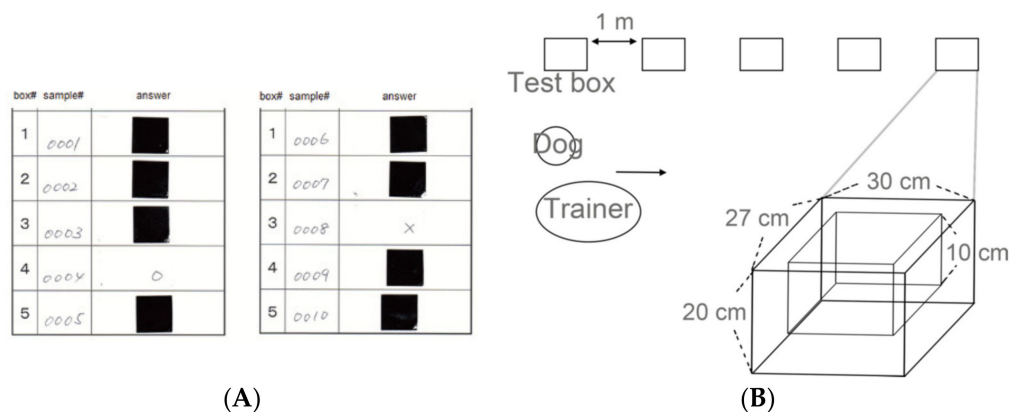 box# sample# answer
1 0001
2 0002
3 0003
4 0004 o
5 0005
box# sample# answer
1 0006
2 0007
3 0008 ×
4 0009
5 0010
(A)
1 m
Test box
Dog
Trainer
30 cm
27 cm
10 cm
20 cm
(B)